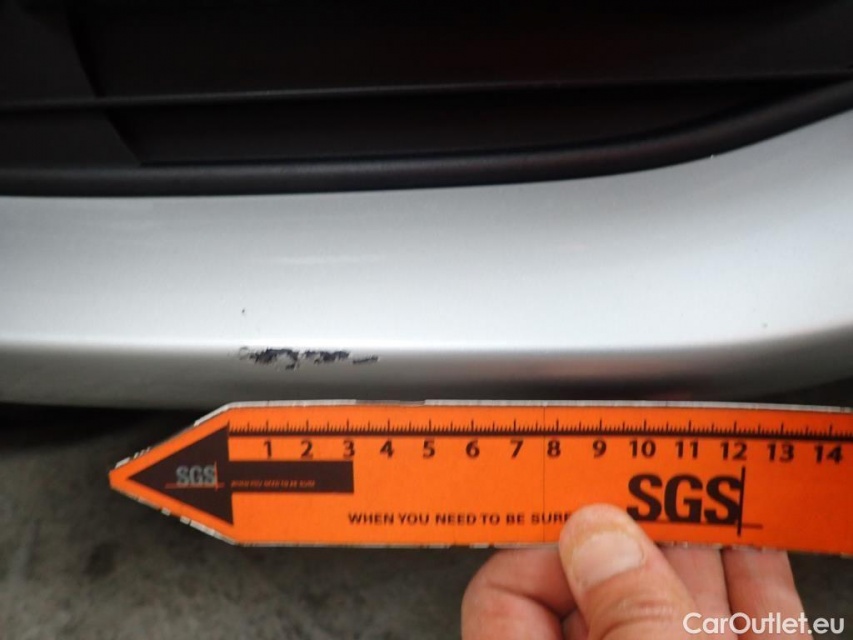 1 2 3 4 5 6 7 8 9 10 11 12 13 14
SGS
SGS
WHEN YOU NEED TO BE SURE
CarOutlet.eu